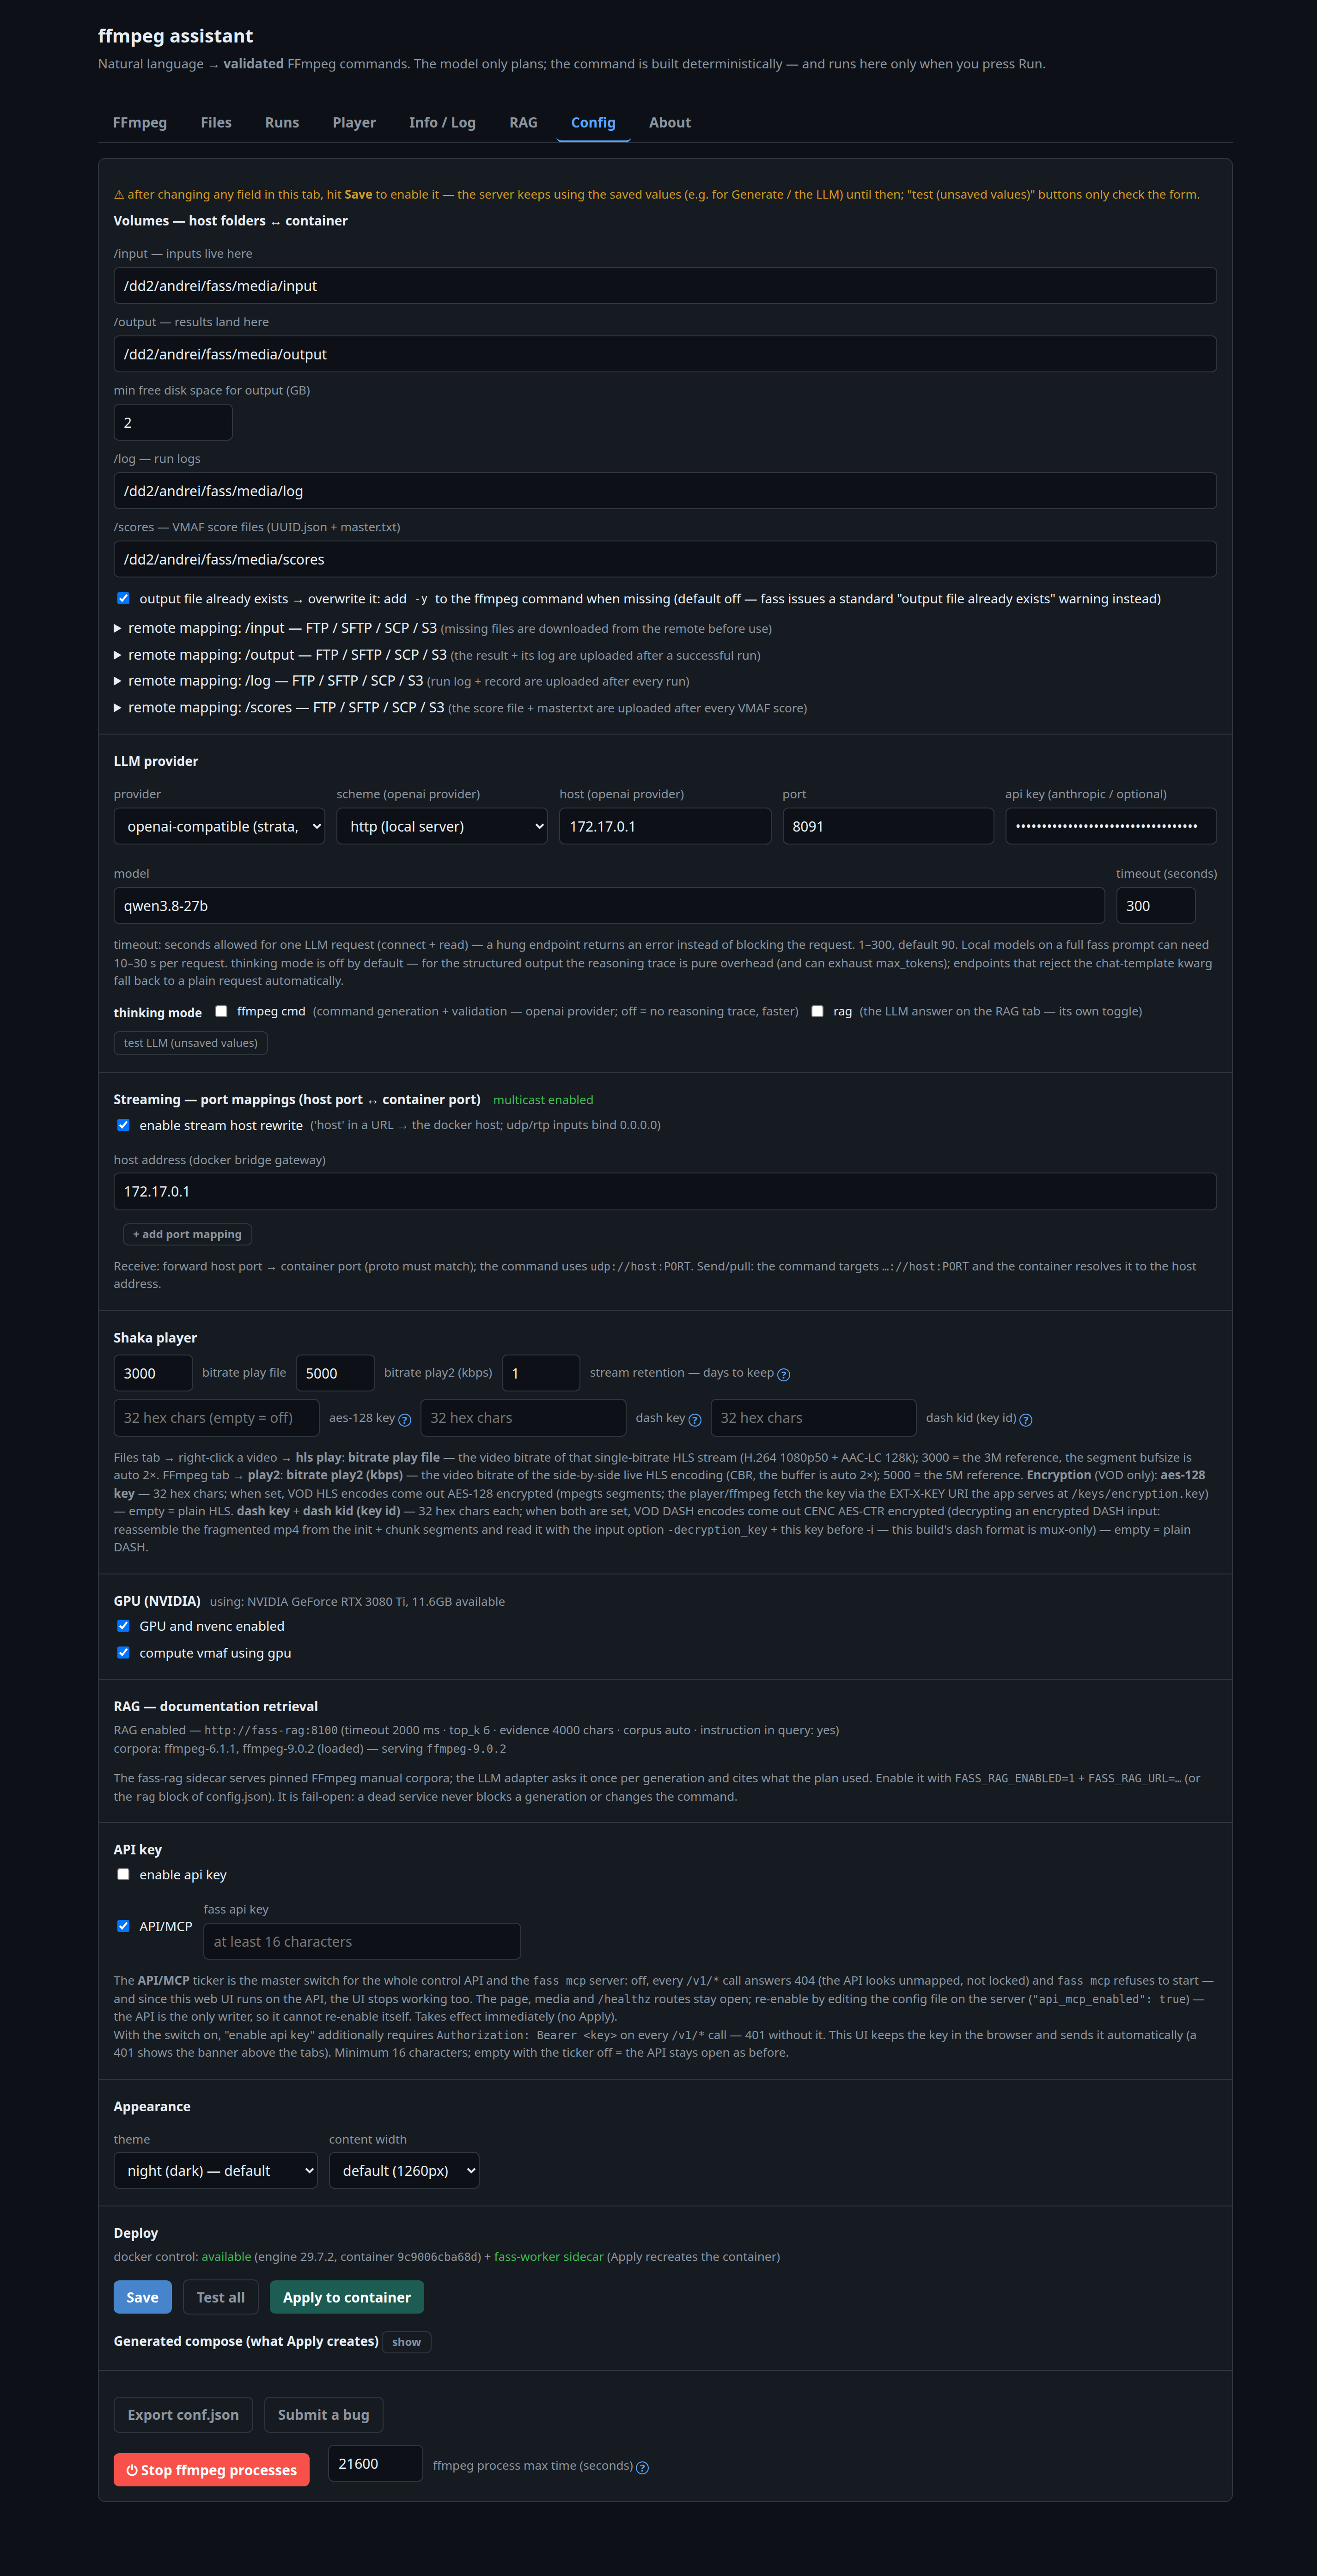 ffmpeg assistant
Natural language → validated FFmpeg commands. The model only plans; the command is built deterministically — and runs here only when you press Run.
FFmpeg Files Runs Player Info / Log RAG Config About
⚠ after changing any field in this tab, hit Save to enable it — the server keeps using the saved values (e.g. for Generate / the LLM) until then; "test (unsaved values)" buttons only check the form.
Volumes — host folders ↔ container
/input — inputs live here
/dd2/andrei/fass/media/input
/output — results land here
/dd2/andrei/fass/media/output
min free disk space for output (GB)
2
/log — run logs
/dd2/andrei/fass/media/log
/scores — VMAF score files (UUID.json + master.txt)
/dd2/andrei/fass/media/scores
output file already exists → overwrite it: add -y to the ffmpeg command when missing (default off — fass issues a standard "output file already exists" warning instead)
▶ remote mapping: /input — FTP / SFTP / SCP / S3 (missing files are downloaded from the remote before use)
▶ remote mapping: /output — FTP / SFTP / SCP / S3 (the result + its log are uploaded after a successful run)
▶ remote mapping: /log — FTP / SFTP / SCP / S3 (run log + record are uploaded after every run)
▶ remote mapping: /scores — FTP / SFTP / SCP / S3 (the score file + master.txt are uploaded after every VMAF score)
LLM provider
provider scheme (openai provider) host (openai provider) port api key (anthropic / optional)
openai-compatible (strata, http (local server) 172.17.0.1 8091 ••••••••••••••••••••••••••••••••••
model timeout (seconds)
qwen3.8-27b 300
timeout: seconds allowed for one LLM request (connect + read) — a hung endpoint returns an error instead of blocking the request. 1–300, default 90. Local models on a full fass prompt can need
10–30 s per request. thinking mode is off by default — for the structured output the reasoning trace is pure overhead (and can exhaust max_tokens); endpoints that reject the chat-template kwarg
fall back to a plain request automatically.
thinking mode ffmpeg cmd (command generation + validation — openai provider; off = no reasoning trace, faster) rag (the LLM answer on the RAG tab — its own toggle)
test LLM (unsaved values)
Streaming — port mappings (host port ↔ container port) multicast enabled
enable stream host rewrite ('host' in a URL → the docker host; udp/rtp inputs bind 0.0.0.0)
host address (docker bridge gateway)
172.17.0.1
+ add port mapping
Receive: forward host port → container port (proto must match); the command uses udp://host:PORT. Send/pull: the command targets …://host:PORT and the container resolves it to the host
address.
Shaka player
3000 bitrate play file 5000 bitrate play2 (kbps) 1 stream retention — days to keep ?
32 hex chars (empty = off) aes-128 key ? 32 hex chars dash key ? 32 hex chars dash kid (key id) ?
Files tab → right-click a video → hls play: bitrate play file — the video bitrate of that single-bitrate HLS stream (H.264 1080p50 + AAC-LC 128k); 3000 = the 3M reference, the segment bufsize is
auto 2×. FFmpeg tab → play2: bitrate play2 (kbps) — the video bitrate of the side-by-side live HLS encoding (CBR, the buffer is auto 2×); 5000 = the 5M reference. Encryption (VOD only): aes-128
key — 32 hex chars; when set, VOD HLS encodes come out AES-128 encrypted (mpegts segments; the player/ffmpeg fetch the key via the EXT-X-KEY URI the app serves at /keys/encryption.key)
— empty = plain HLS. dash key + dash kid (key id) — 32 hex chars each; when both are set, VOD DASH encodes come out CENC AES-CTR encrypted (decrypting an encrypted DASH input:
reassemble the fragmented mp4 from the init + chunk segments and read it with the input option -decryption_key + this key before -i — this build's dash format is mux-only) — empty = plain
DASH.
GPU (NVIDIA) using: NVIDIA GeForce RTX 3080 Ti, 11.6GB available
GPU and nvenc enabled
compute vmaf using gpu
RAG — documentation retrieval
RAG enabled — http://fass-rag:8100 (timeout 2000 ms · top_k 6 · evidence 4000 chars · corpus auto · instruction in query: yes)
corpora: ffmpeg-6.1.1, ffmpeg-9.0.2 (loaded) — serving ffmpeg-9.0.2
The fass-rag sidecar serves pinned FFmpeg manual corpora; the LLM adapter asks it once per generation and cites what the plan used. Enable it with FASS_RAG_ENABLED=1 + FASS_RAG_URL=… (or
the rag block of config.json). It is fail-open: a dead service never blocks a generation or changes the command.
API key
enable api key
fass api key
API/MCP at least 16 characters
The API/MCP ticker is the master switch for the whole control API and the fass mcp server: off, every /v1/* call answers 404 (the API looks unmapped, not locked) and fass mcp refuses to start —
and since this web UI runs on the API, the UI stops working too. The page, media and /healthz routes stay open; re-enable by editing the config file on the server ("api_mcp_enabled": true) —
the API is the only writer, so it cannot re-enable itself. Takes effect immediately (no Apply).
With the switch on, "enable api key" additionally requires Authorization: Bearer <key> on every /v1/* call — 401 without it. This UI keeps the key in the browser and sends it automatically (a
401 shows the banner above the tabs). Minimum 16 characters; empty with the ticker off = the API stays open as before.
Appearance
theme content width
night (dark) — default default (1260px)
Deploy
docker control: available (engine 29.7.2, container 9c9006cba68d) + fass-worker sidecar (Apply recreates the container)
Save Test all Apply to container
Generated compose (what Apply creates) show
Export conf.json Submit a bug
⏻ Stop ffmpeg processes 21600 ffmpeg process max time (seconds) ?